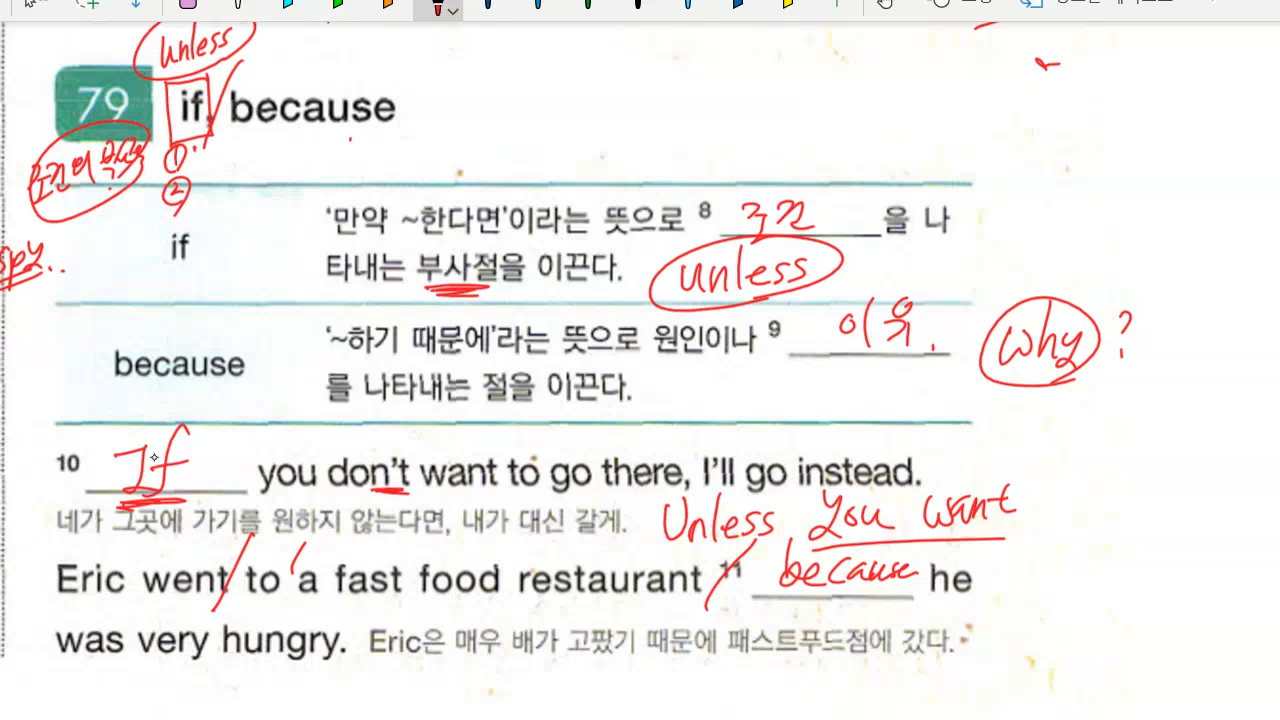 unless
79 if, because
①
조건의 부사절
②
if
'만약 ~한다면'이라는 뜻으로 8 조건 을 나
타내는 부사절을 이끈다.
unless
spy..
because
'~하기 때문에'라는 뜻으로 원인이나 9 이유.
를 나타내는 절을 이끈다.
why?
10 If you don't want to go there, I'll go instead.
네가 그곳에 가기를 원하지 않는다면, 내가 대신 갈게.
Unless you want
Eric went to a fast food restaurant 11 because he
was very hungry. Eric은 매우 배가 고팠기 때문에 패스트푸드점에 갔다.